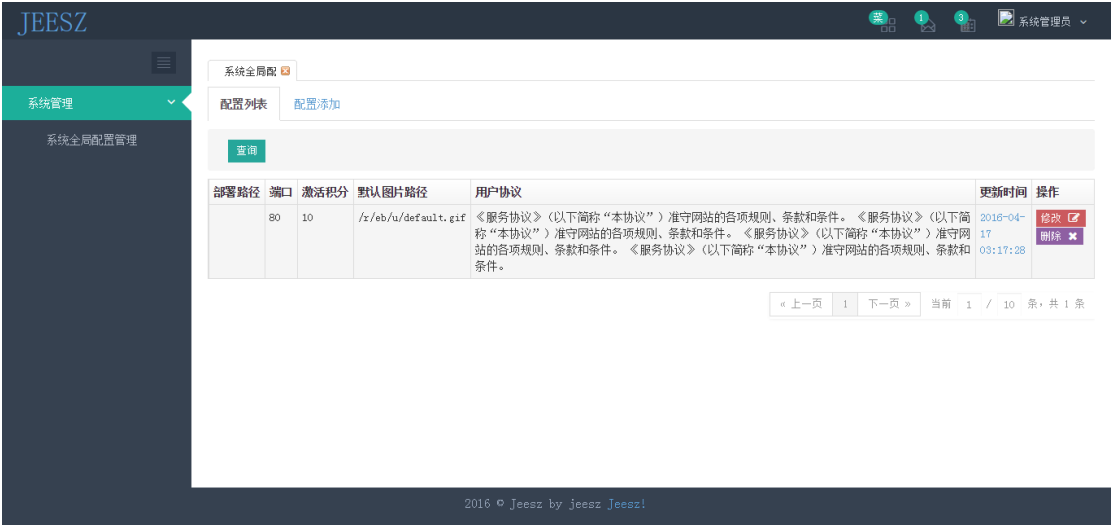 JEESZ
菜
1
3
系统管理员
系统全局配
系统管理
配置列表 配置添加
系统全局配置管理
查询
部署路径 端口 激活积分 默认图片路径 用户协议 更新时间 操作
80 10 /r/eb/u/default.gif 《服务协议》（以下简称“本协议”）准守网站的各项规则、条款和条件。 《服务协议》（以下简 2016-04- 修改
称“本协议”）准守网站的各项规则、条款和条件。 《服务协议》（以下简称“本协议”）准守网 17 删除
站的各项规则、条款和条件。 《服务协议》（以下简称“本协议”）准守网站的各项规则、条款和 03:17:28
条件。
« 上一页 1 下一页 » 当前 1 / 10 条，共 1 条
2016 © Jeesz by jeesz Jeesz!